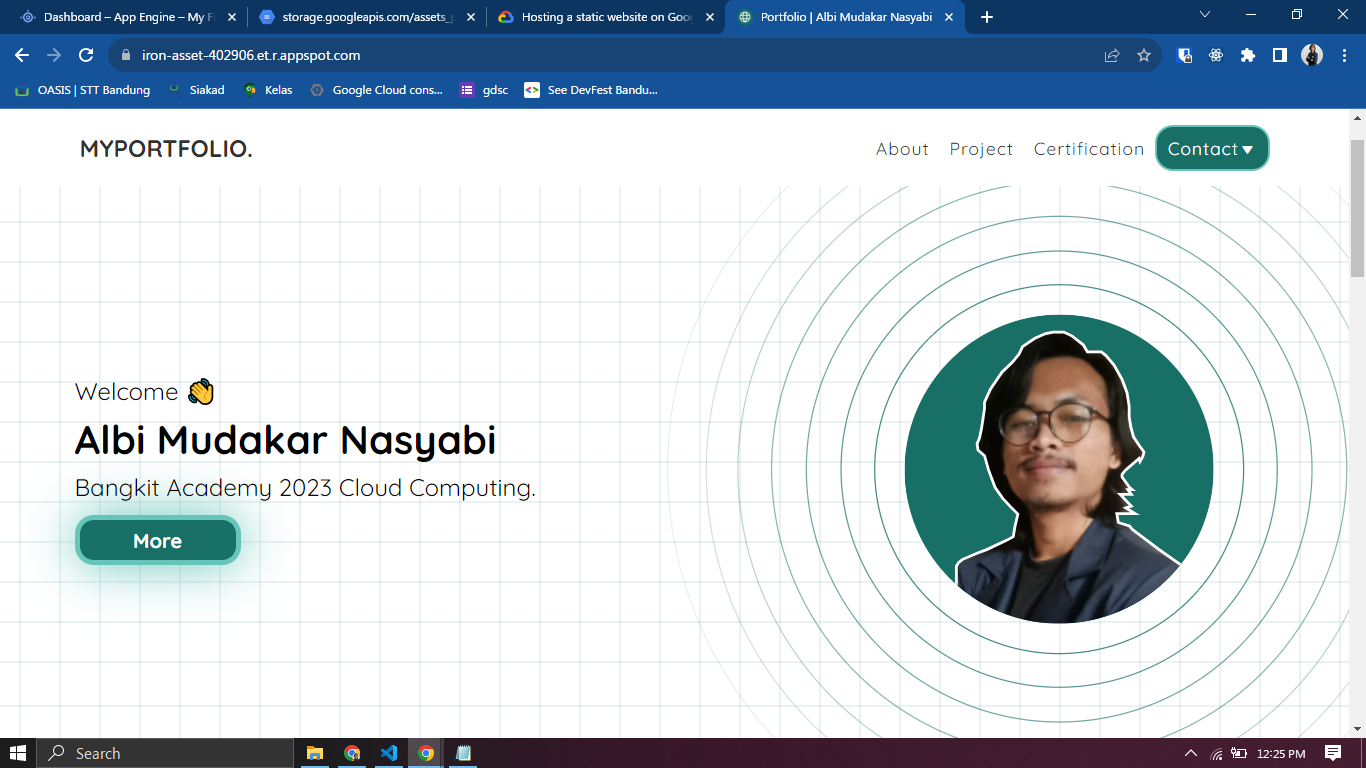 Dashboard – App Engine – My Fi
storage.googleapis.com/assets_p
Hosting a static website on Goo
Portfolio | Albi Mudakar Nasyabi
iron-asset-402906.et.r.appspot.com
OASIS | STT Bandung
Siakad
Kelas
Google Cloud cons...
gdsc
See DevFest Bandu...
MYPORTFOLIO.
About
Project
Certification
Contact
Welcome
Albi Mudakar Nasyabi
Bangkit Academy 2023 Cloud Computing.
More
Search
12:25 PM